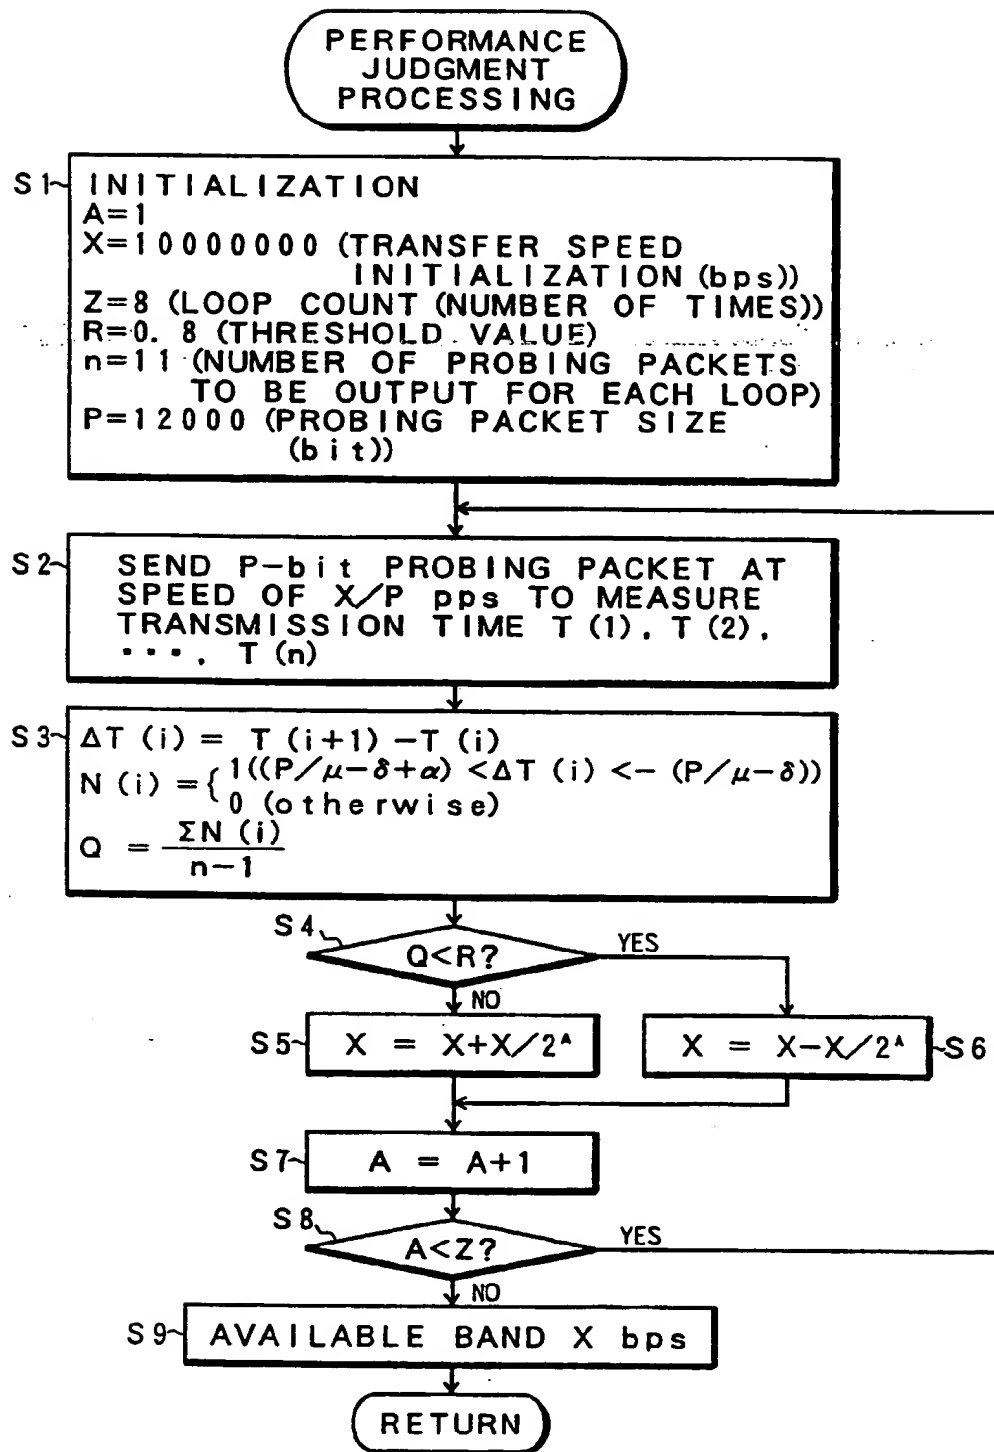 PERFORMANCE
JUDGMENT
PROCESSING
S1
INITIALIZATION
A=1
X=10000000 (TRANSFER SPEED
INITIALIZATION (bps))
Z=8 (LOOP COUNT (NUMBER OF TIMES))
R=0.8 (THRESHOLD VALUE)
n=11 (NUMBER OF PROBING PACKETS
TO BE OUTPUT FOR EACH LOOP)
P=12000 (PROBING PACKET SIZE
(bit))
S2
SEND P-bit PROBING PACKET AT
SPEED OF X/P pps TO MEASURE
TRANSMISSION TIME T(1), T(2),
..., T(n)
S3
ΔT(i) = T(i+1)-T(i)
N(i) = { 1((P/μ-δ+α) <ΔT(i) <-(P/μ-δ))
0 (otherwise)
Q = ΣN(i)
n-1
S4
Q<R?
YES
NO
S5
X = X+X/2^A
X = X-X/2^A
S6
S7
A = A+1
S8
A<Z?
YES
NO
S9
AVAILABLE BAND X bps
RETURN